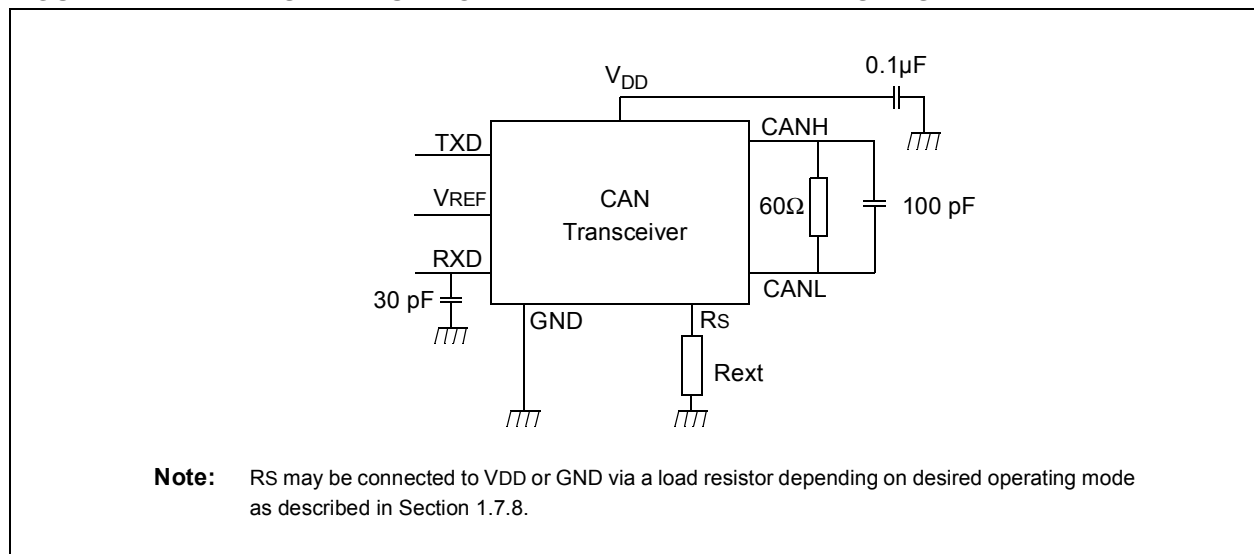 0.1µF
VDD
CANH
TXD
VREF
CAN
Transceiver
60Ω
100 pF
RXD
CANL
30 pF
GND
RS
Rext
Note: RS may be connected to VDD or GND via a load resistor depending on desired operating mode
as described in Section 1.7.8.